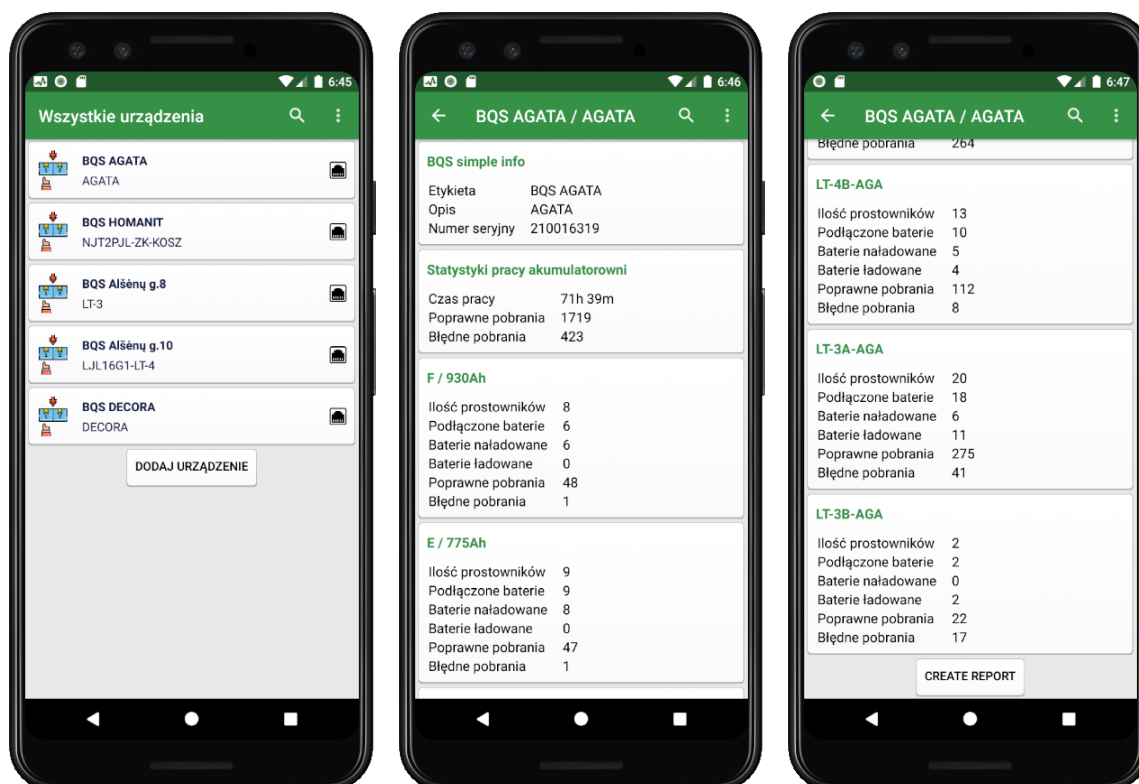 6:45
Wszystkie urządzenia
BQS AGATA
AGATA
BQS HOMANIT
NJT2PJL-ZK-KOSZ
BQS Alšėnų g.8
LT-3
BQS Alšėnų g.10
LJL16G1-LT-4
BQS DECORA
DECORA
DODAJ URZĄDZENIE
6:46
BQS AGATA / AGATA
BQS simple info
Etykieta BQS AGATA
Opis AGATA
Numer seryjny 210016319
Statystyki pracy akumulatorowni
Czas pracy 71h 39m
Poprawne pobrania 1719
Błędne pobrania 423
F / 930Ah
Ilość prostowników 8
Podłączone baterie 6
Baterie naładowane 6
Baterie ładowane 0
Poprawne pobrania 48
Błędne pobrania 1
E / 775Ah
Ilość prostowników 9
Podłączone baterie 9
Baterie naładowane 8
Baterie ładowane 0
Poprawne pobrania 47
Błędne pobrania 1
6:47
BQS AGATA / AGATA
Błędne pobrania 264
LT-4B-AGA
Ilość prostowników 13
Podłączone baterie 10
Baterie naładowane 5
Baterie ładowane 4
Poprawne pobrania 112
Błędne pobrania 8
LT-3A-AGA
Ilość prostowników 20
Podłączone baterie 18
Baterie naładowane 6
Baterie ładowane 11
Poprawne pobrania 275
Błędne pobrania 41
LT-3B-AGA
Ilość prostowników 2
Podłączone baterie 2
Baterie naładowane 0
Baterie ładowane 2
Poprawne pobrania 22
Błędne pobrania 17
CREATE REPORT